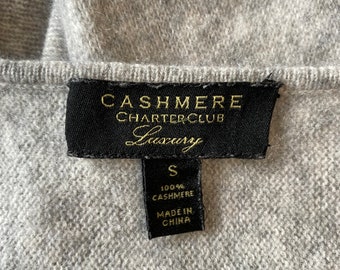 CASHMERE
CHARTER CLUB
Luxury
S
100%
CASHMERE
MADE IN
CHINA